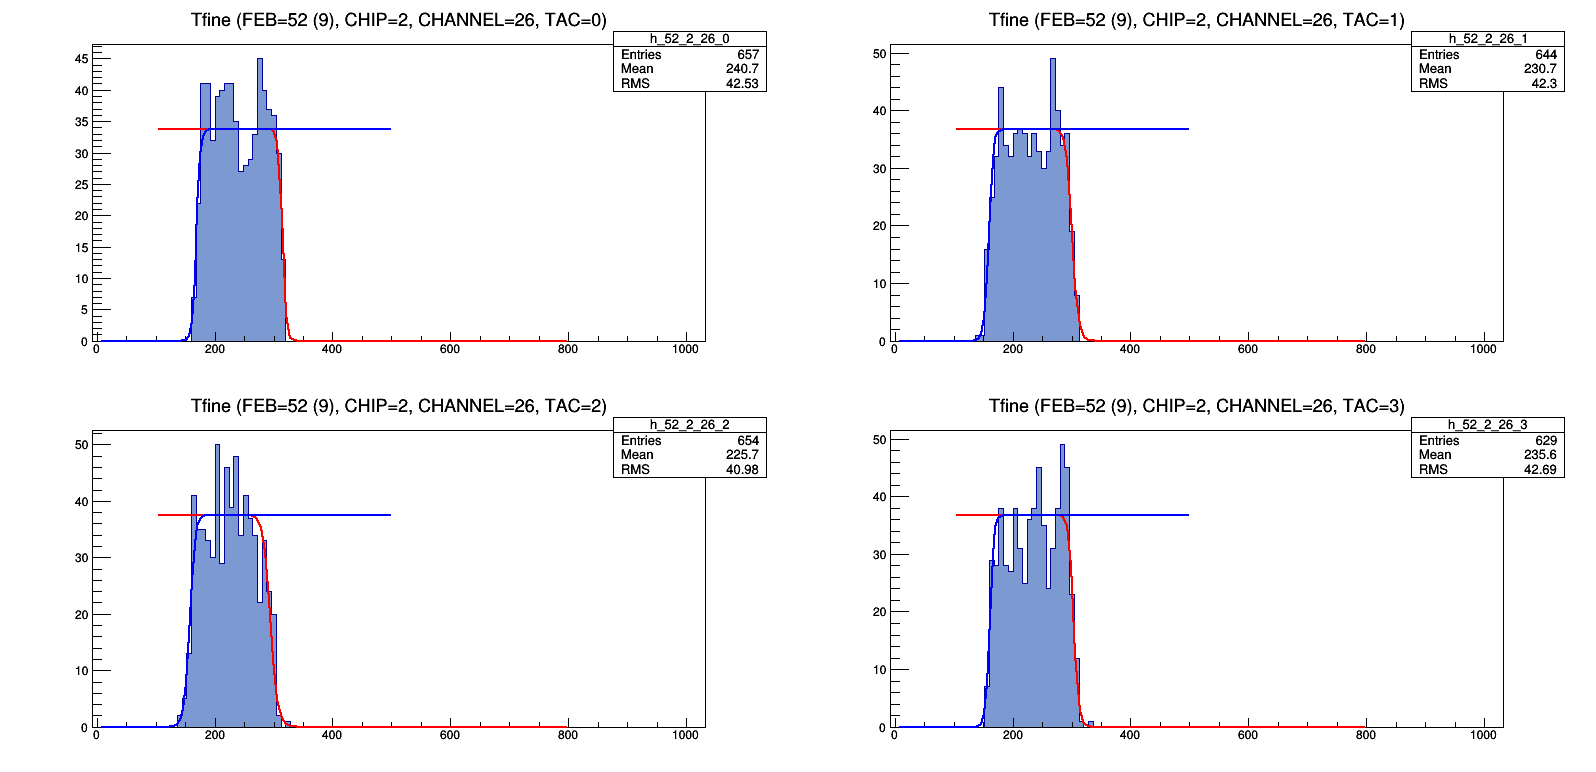 Tfine (FEB=52 (9), CHIP=2, CHANNEL=26, TAC=0)
h_52_2_26_0
Entries 657
Mean 240.7
RMS 42.53
45
40
35
30
25
20
15
10
5
0
0 200 400 600 800 1000
Tfine (FEB=52 (9), CHIP=2, CHANNEL=26, TAC=1)
h_52_2_26_1
Entries 644
Mean 230.7
RMS 42.3
50
40
30
20
10
0
0 200 400 600 800 1000
Tfine (FEB=52 (9), CHIP=2, CHANNEL=26, TAC=2)
h_52_2_26_2
Entries 654
Mean 225.7
RMS 40.98
50
40
30
20
10
0
0 200 400 600 800 1000
Tfine (FEB=52 (9), CHIP=2, CHANNEL=26, TAC=3)
h_52_2_26_3
Entries 629
Mean 235.6
RMS 42.69
50
40
30
20
10
0
0 200 400 600 800 1000